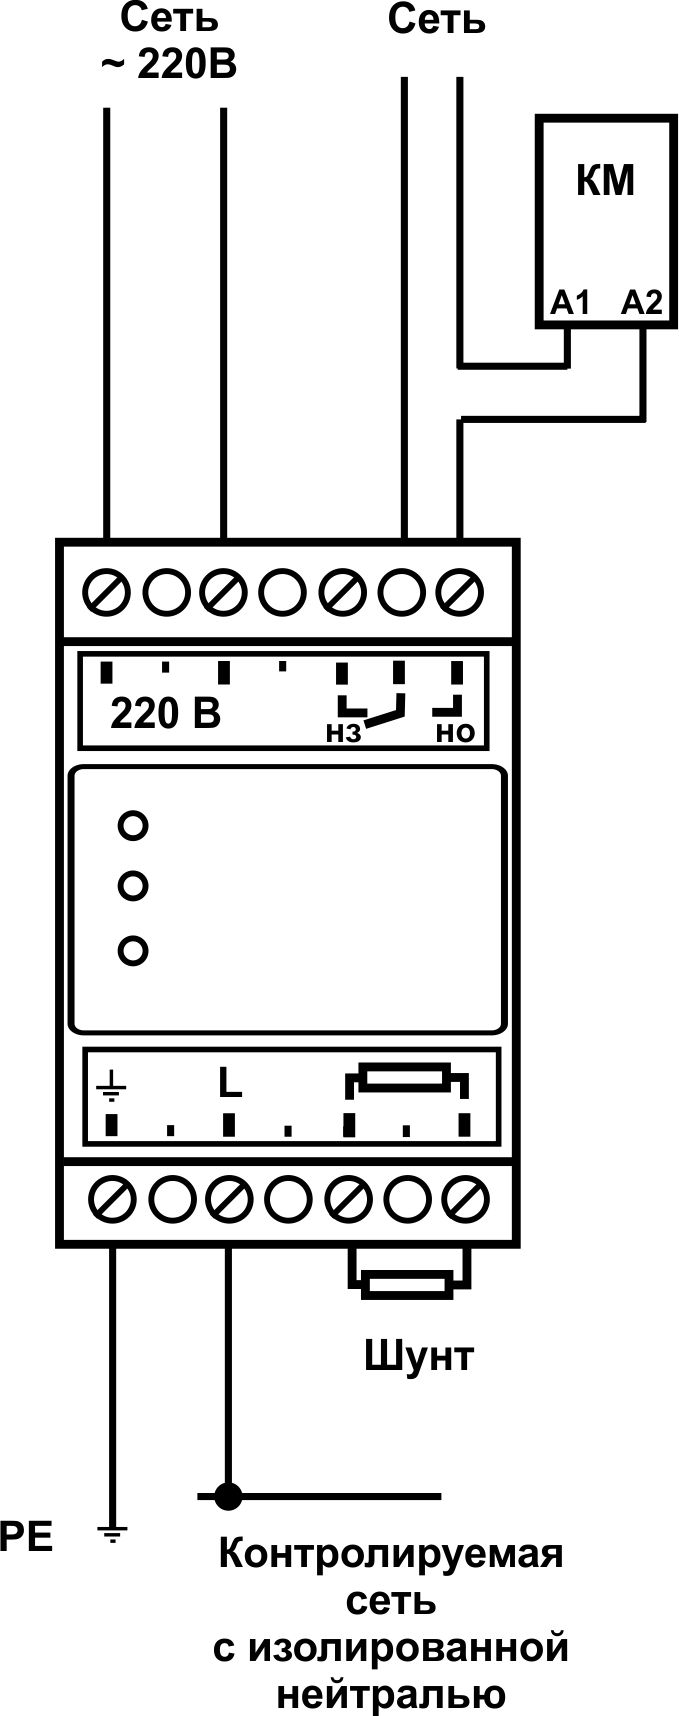 Сеть
~ 220В
Сеть
КМ
А1 А2
220 В
нз
но
L
Шунт
PE
Контролируемая
сеть
с изолированной
нейтралью